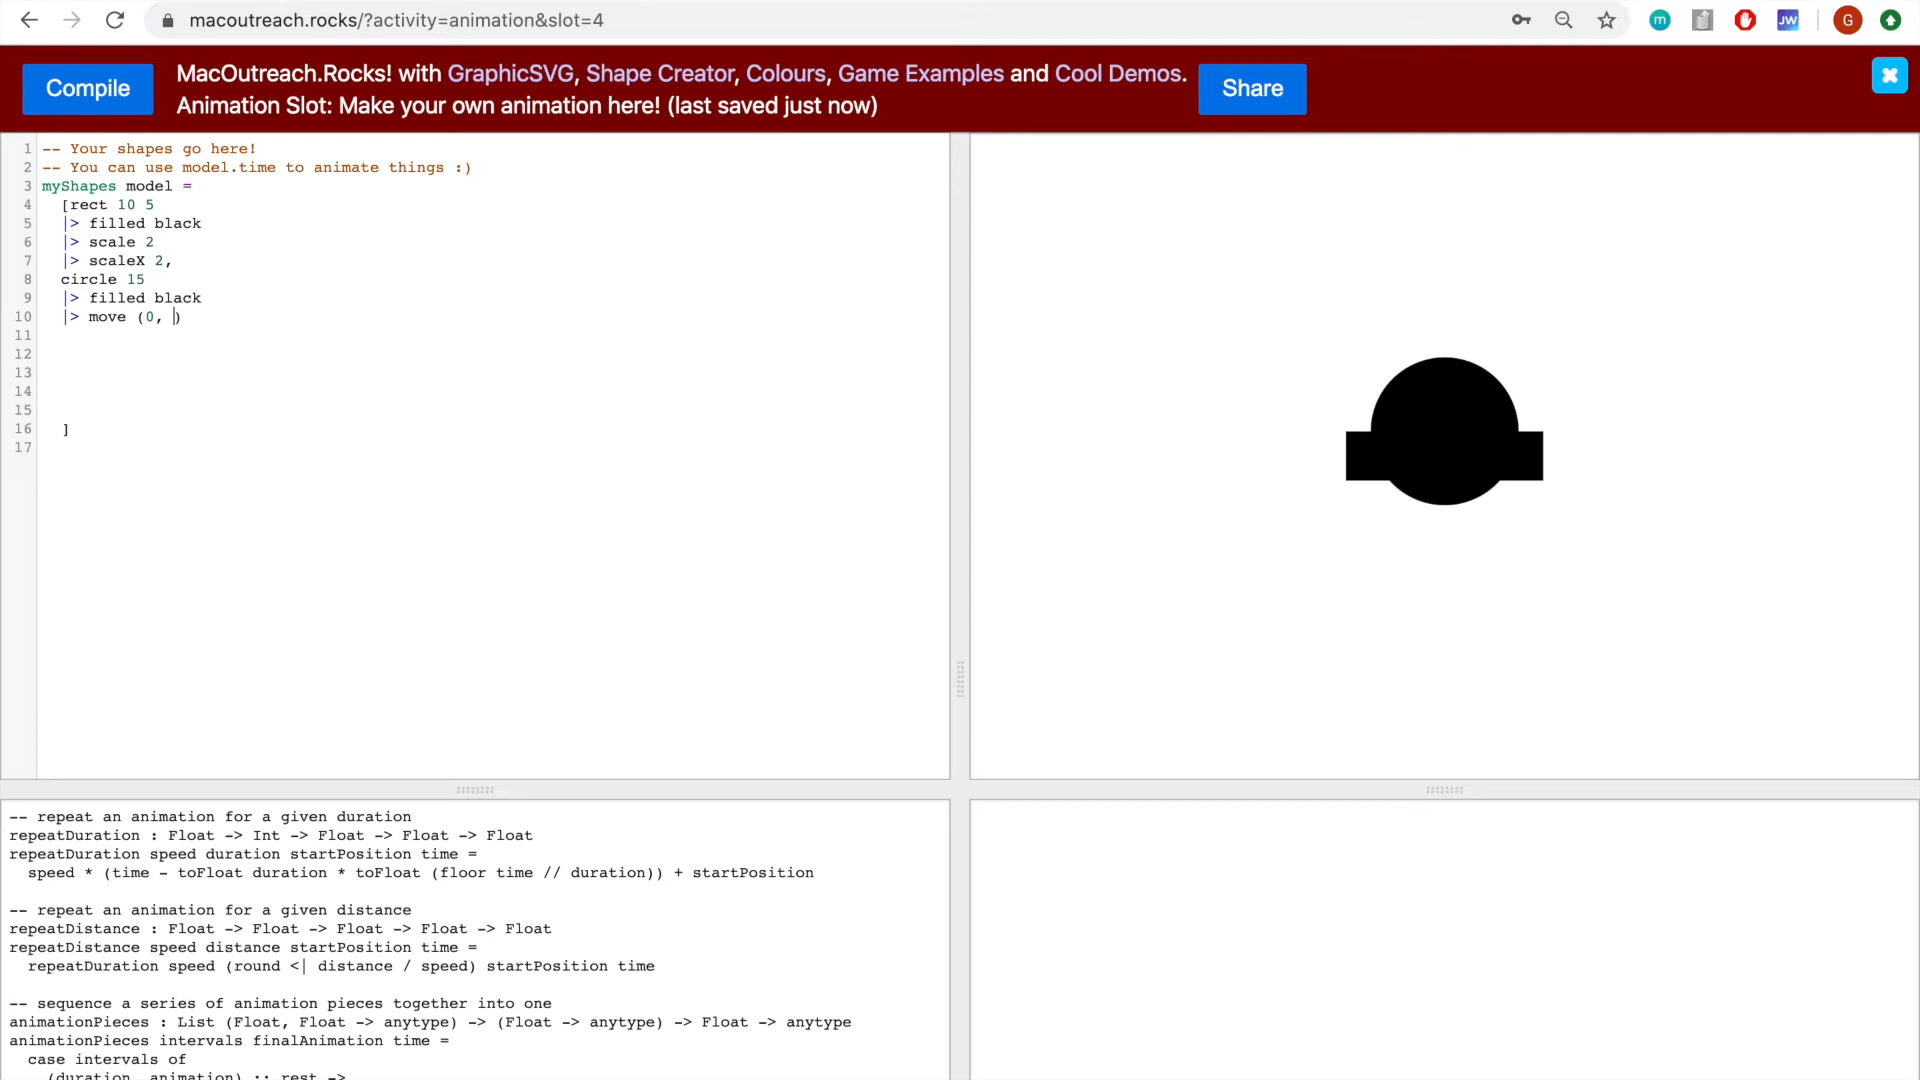 macoutreach.rocks/?activity=animation&slot=4
m
JW
G
Compile
MacOutreach.Rocks! with GraphicSVG, Shape Creator, Colours, Game Examples and Cool Demos.
Animation Slot: Make your own animation here! (last saved just now)
Share
1 -- Your shapes go here!
2 -- You can use model.time to animate things :)
3 myShapes model =
4 [rect 10 5
5 |> filled black
6 |> scale 2
7 |> scaleX 2,
8 circle 15
9 |> filled black
10 |> move (0, )
11
12
13
14
15
16 ]
17
-- repeat an animation for a given duration
repeatDuration : Float -> Int -> Float -> Float -> Float
repeatDuration speed duration startPosition time =
speed * (time - toFloat duration * toFloat (floor time // duration)) + startPosition
-- repeat an animation for a given distance
repeatDistance : Float -> Float -> Float -> Float -> Float
repeatDistance speed distance startPosition time =
repeatDuration speed (round <| distance / speed) startPosition time
-- sequence a series of animation pieces together into one
animationPieces : List (Float, Float -> anytype) -> (Float -> anytype) -> Float -> anytype
animationPieces intervals finalAnimation time =
case intervals of
(duration, animation) :: rest ->